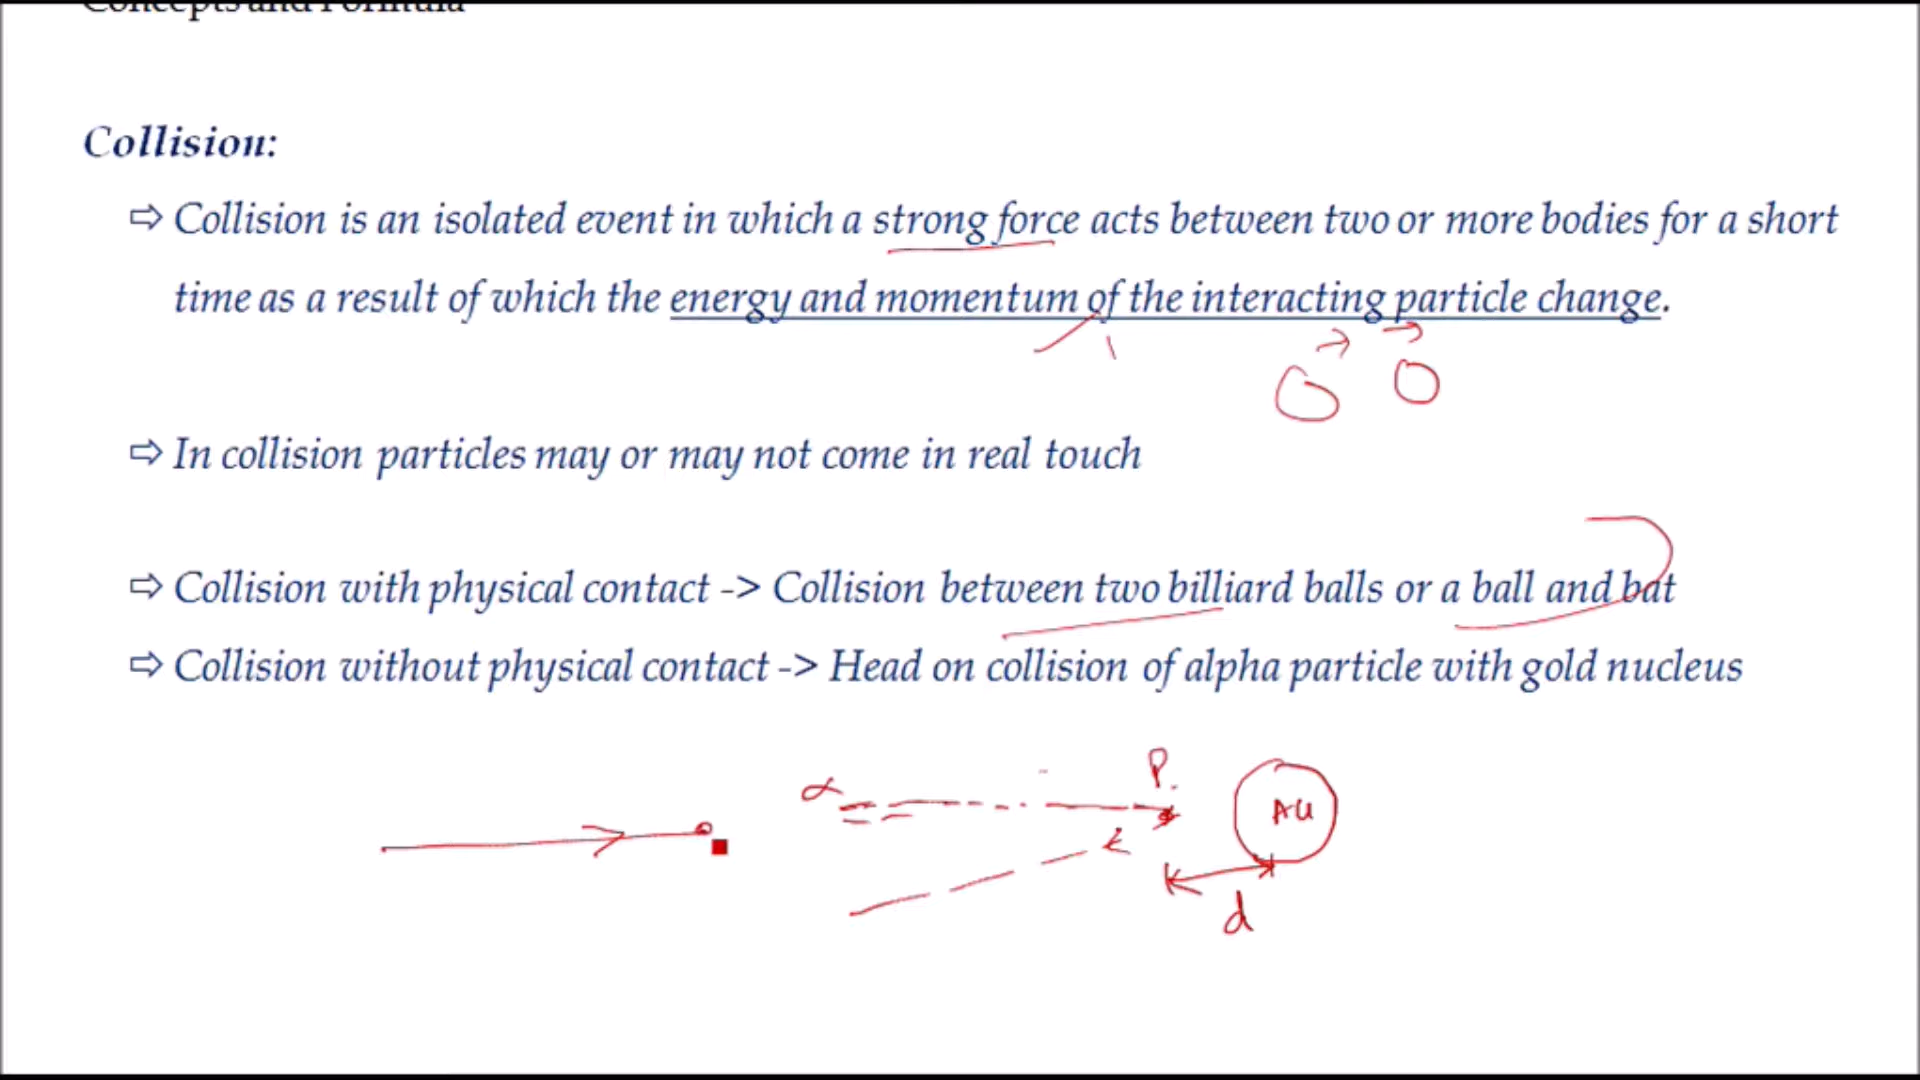 Concepts and Formula
Collision:
⇨ Collision is an isolated event in which a strong force acts between two or more bodies for a short
time as a result of which the energy and momentum of the interacting particle change.
⇨ In collision particles may or may not come in real touch
⇨ Collision with physical contact -> Collision between two billiard balls or a ball and bat
⇨ Collision without physical contact -> Head on collision of alpha particle with gold nucleus
α P. Au
d